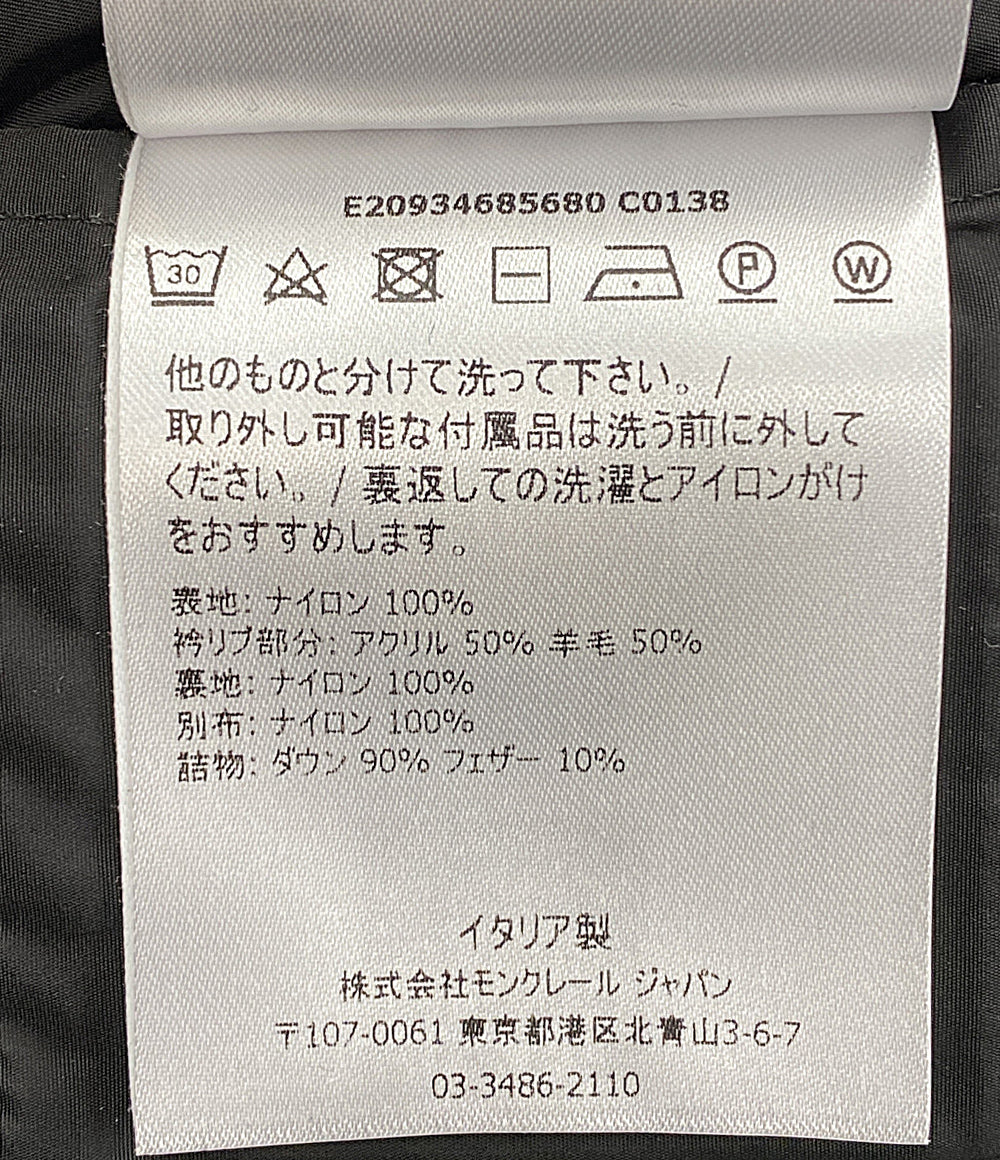 E20934685680 C0138
30 P W
他のものと分けて洗って下さい。/
取り外し可能な付属品は洗う前に外して
ください。/ 裏返しての洗濯とアイロンがけ
をおすすめします。
表地: ナイロン 100%
衿リブ部分: アクリル 50% 羊毛 50%
裏地: ナイロン 100%
別布: ナイロン 100%
詰物: ダウン 90% フェザー 10%
イタリア製
株式会社モンクレール ジャパン
〒107-0061 東京都港区北青山3-6-7
03-3486-2110